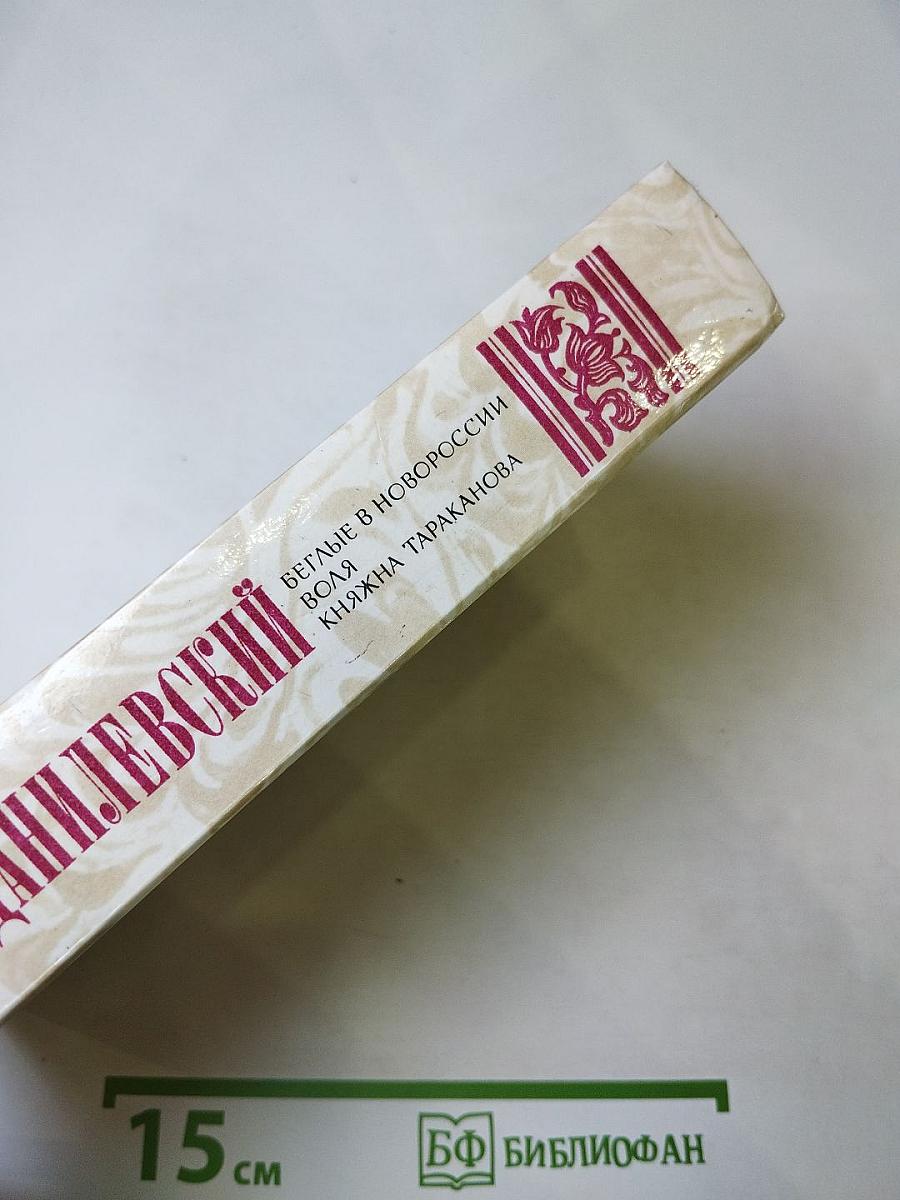 ДАНИЛЕВСКИЙ
БЕГЛЫЕ В НОВОРОССИИ
ВОЛЯ
КНЯЖНА ТАРАКАНОВА
15 см
БФ БИБЛИОФАН